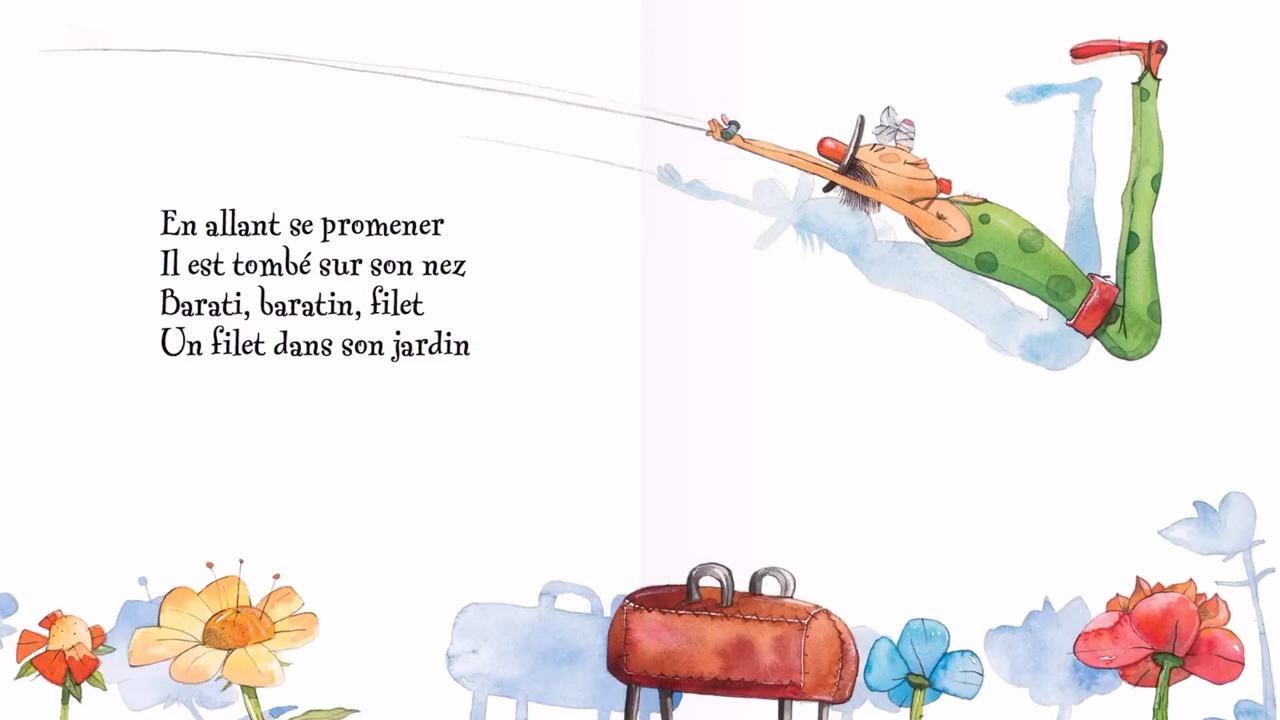 En allant se promener
Il est tombé sur son nez
Barati, baratin, filet
Un filet dans son jardin